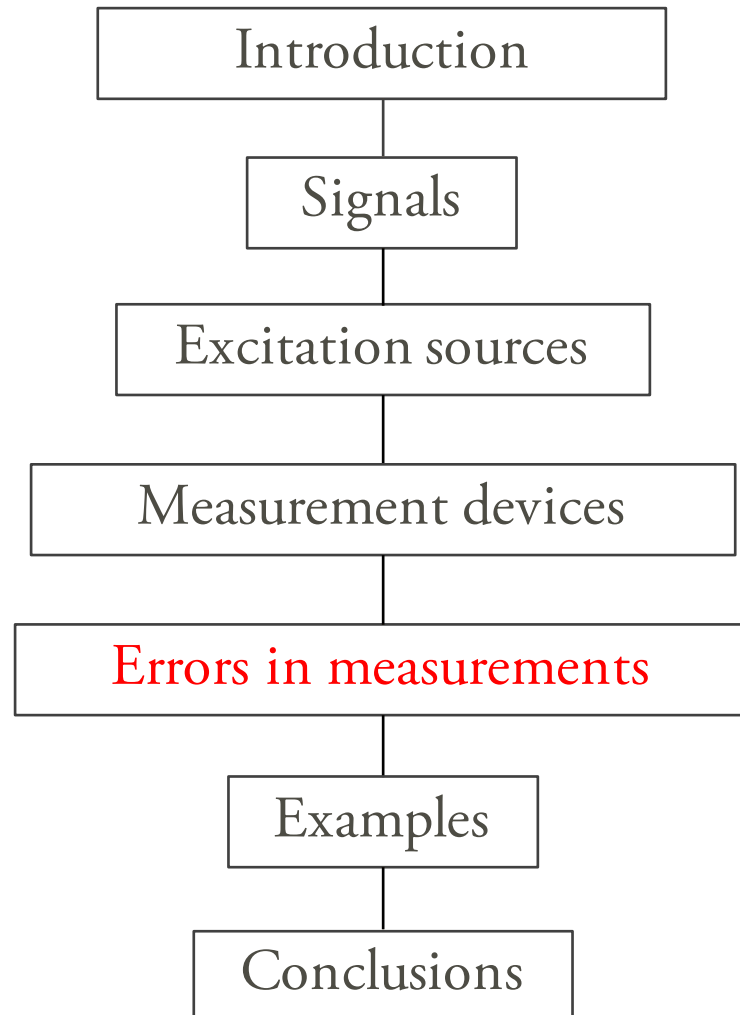 Introduction
Signals
Excitation sources
Measurement devices
Errors in measurements
Examples
Conclusions